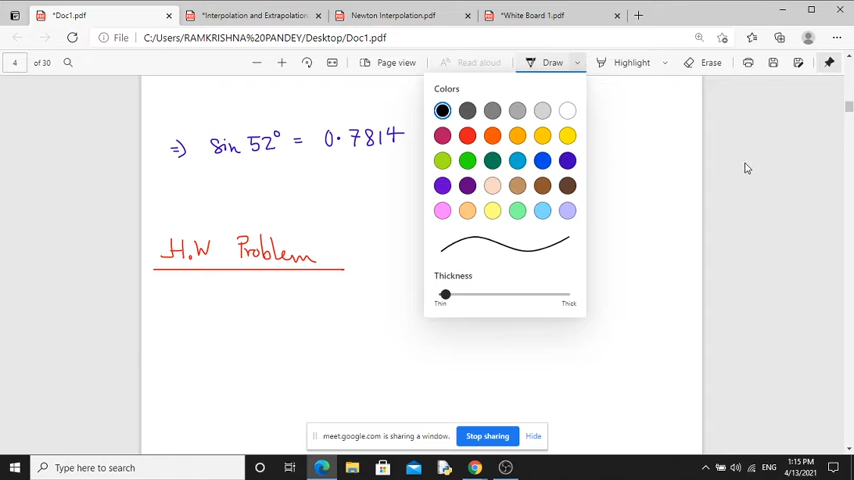 *Doc1.pdf
*Interpolation and Extrapolation
Newton Interpolation.pdf
*White Board 1.pdf
File
C:/Users/RAMKRISHNA%20PANDEY/Desktop/Doc1.pdf
4 of 30
Page view
Read aloud
Draw
Highlight
Erase
Colors
⇒ sin 52° = 0.7814
H.W Problem
Thickness
Thin
Thick
meet.google.com is sharing a window.
Stop sharing
Hide
Type here to search
ENG
1:15 PM
4/13/2021